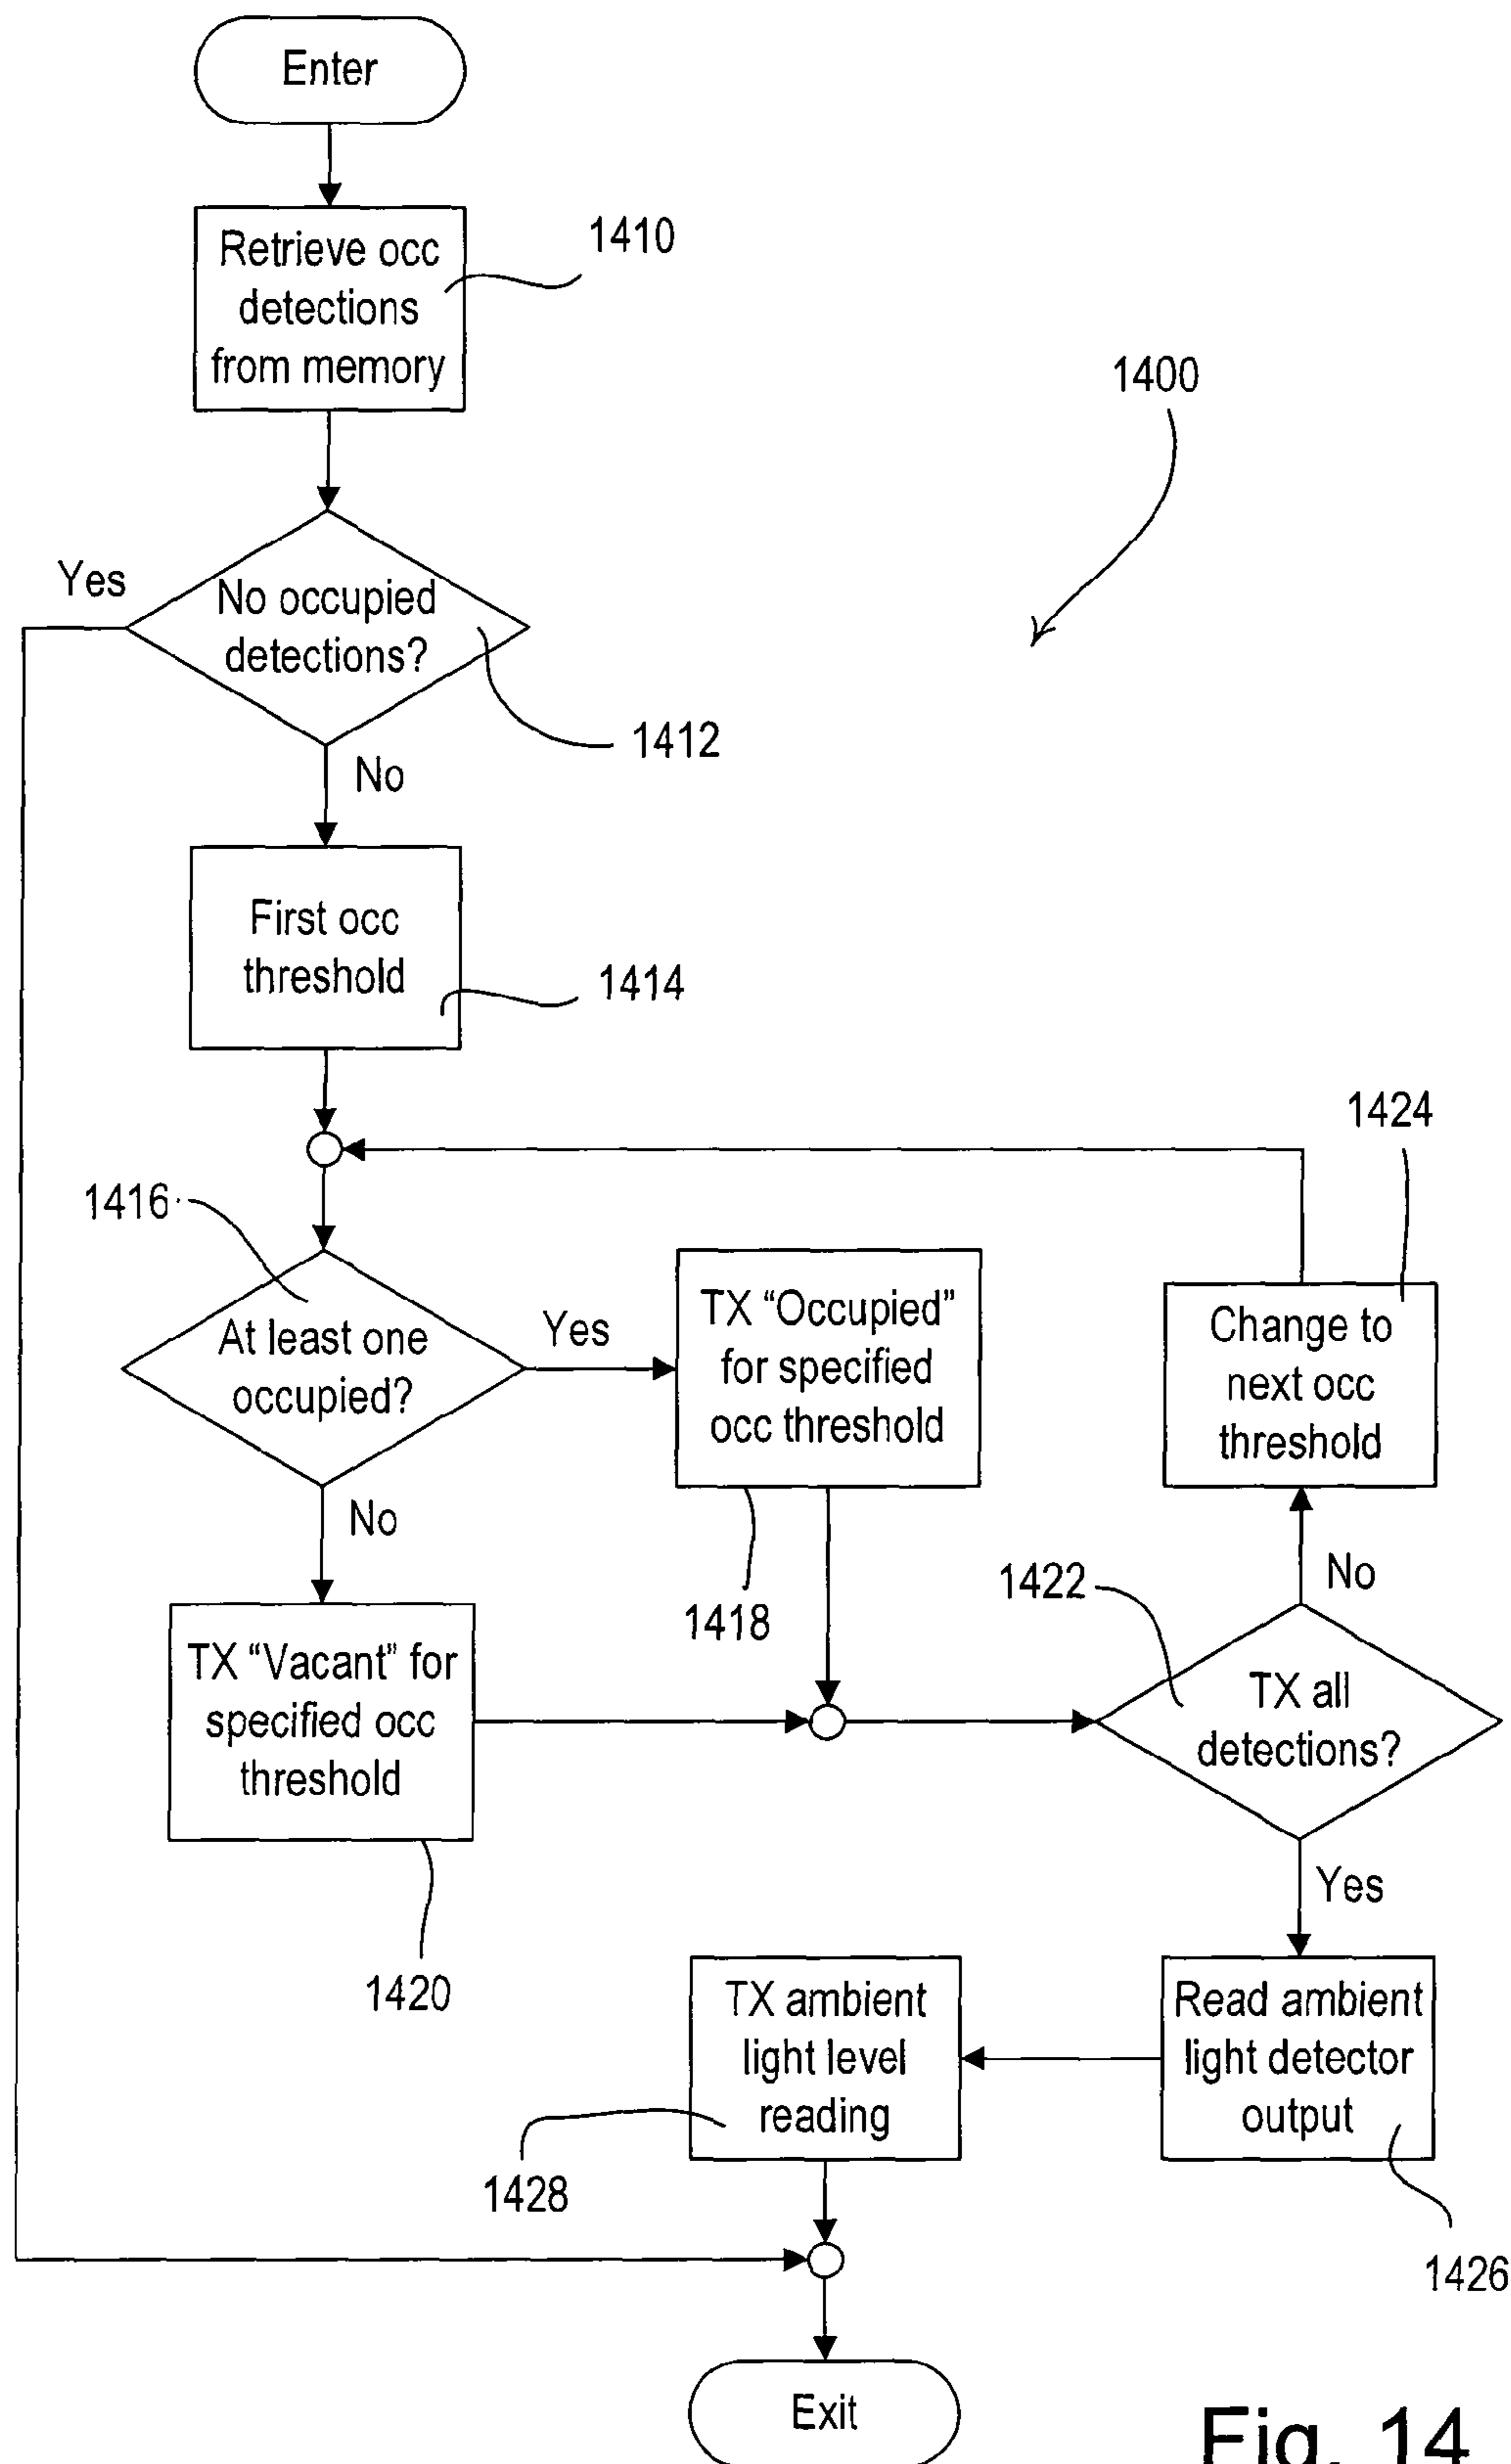 Enter
Retrieve occ
detections
from memory
1410
1400
Yes
No occupied
detections?
1412
No
First occ
threshold
1414
1424
1416
At least one
occupied?
Yes
TX “Occupied”
for specified
occ threshold
Change to
next occ
threshold
No
1418
1422
No
TX “Vacant” for
specified occ
threshold
TX all
detections?
Yes
1420
TX ambient
light level
reading
Read ambient
light detector
output
1428
1426
Exit
Fig. 14